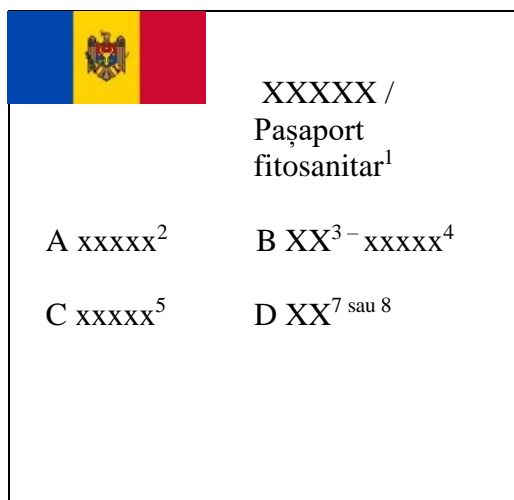 XXXXX /
Pașaport
fitosanitar¹
A xxxxx² B XX³ ⁻ xxxxx⁴
C xxxxx⁵ D XX⁷ ˢᵃᵘ ⁸